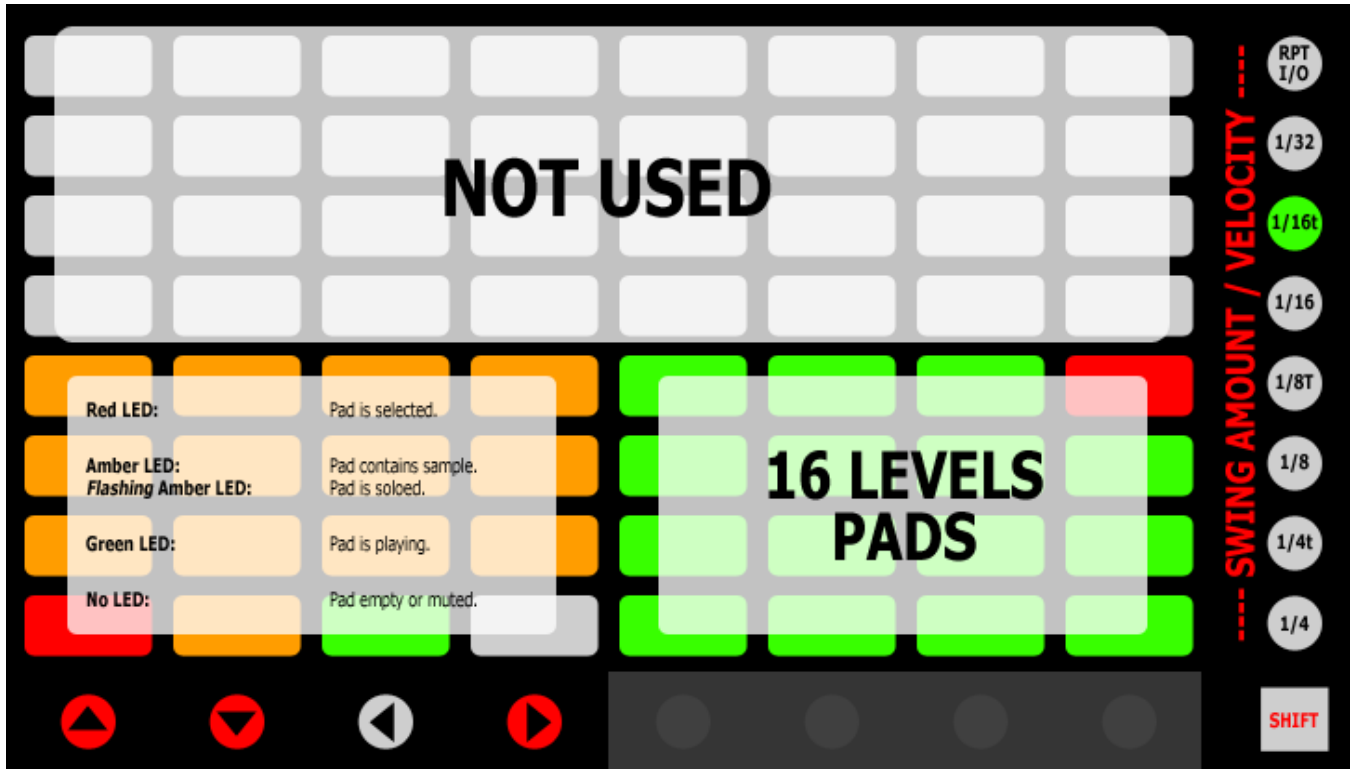 NOT USED
Red LED: Pad is selected.
Amber LED: Pad contains sample.
Flashing Amber LED: Pad is soloed.
Green LED: Pad is playing.
No LED: Pad empty or muted.
16 LEVELS
PADS
---- SWING AMOUNT / VELOCITY ----
RPT
I/O
1/32
1/16t
1/16
1/8T
1/8
1/4t
1/4
SHIFT